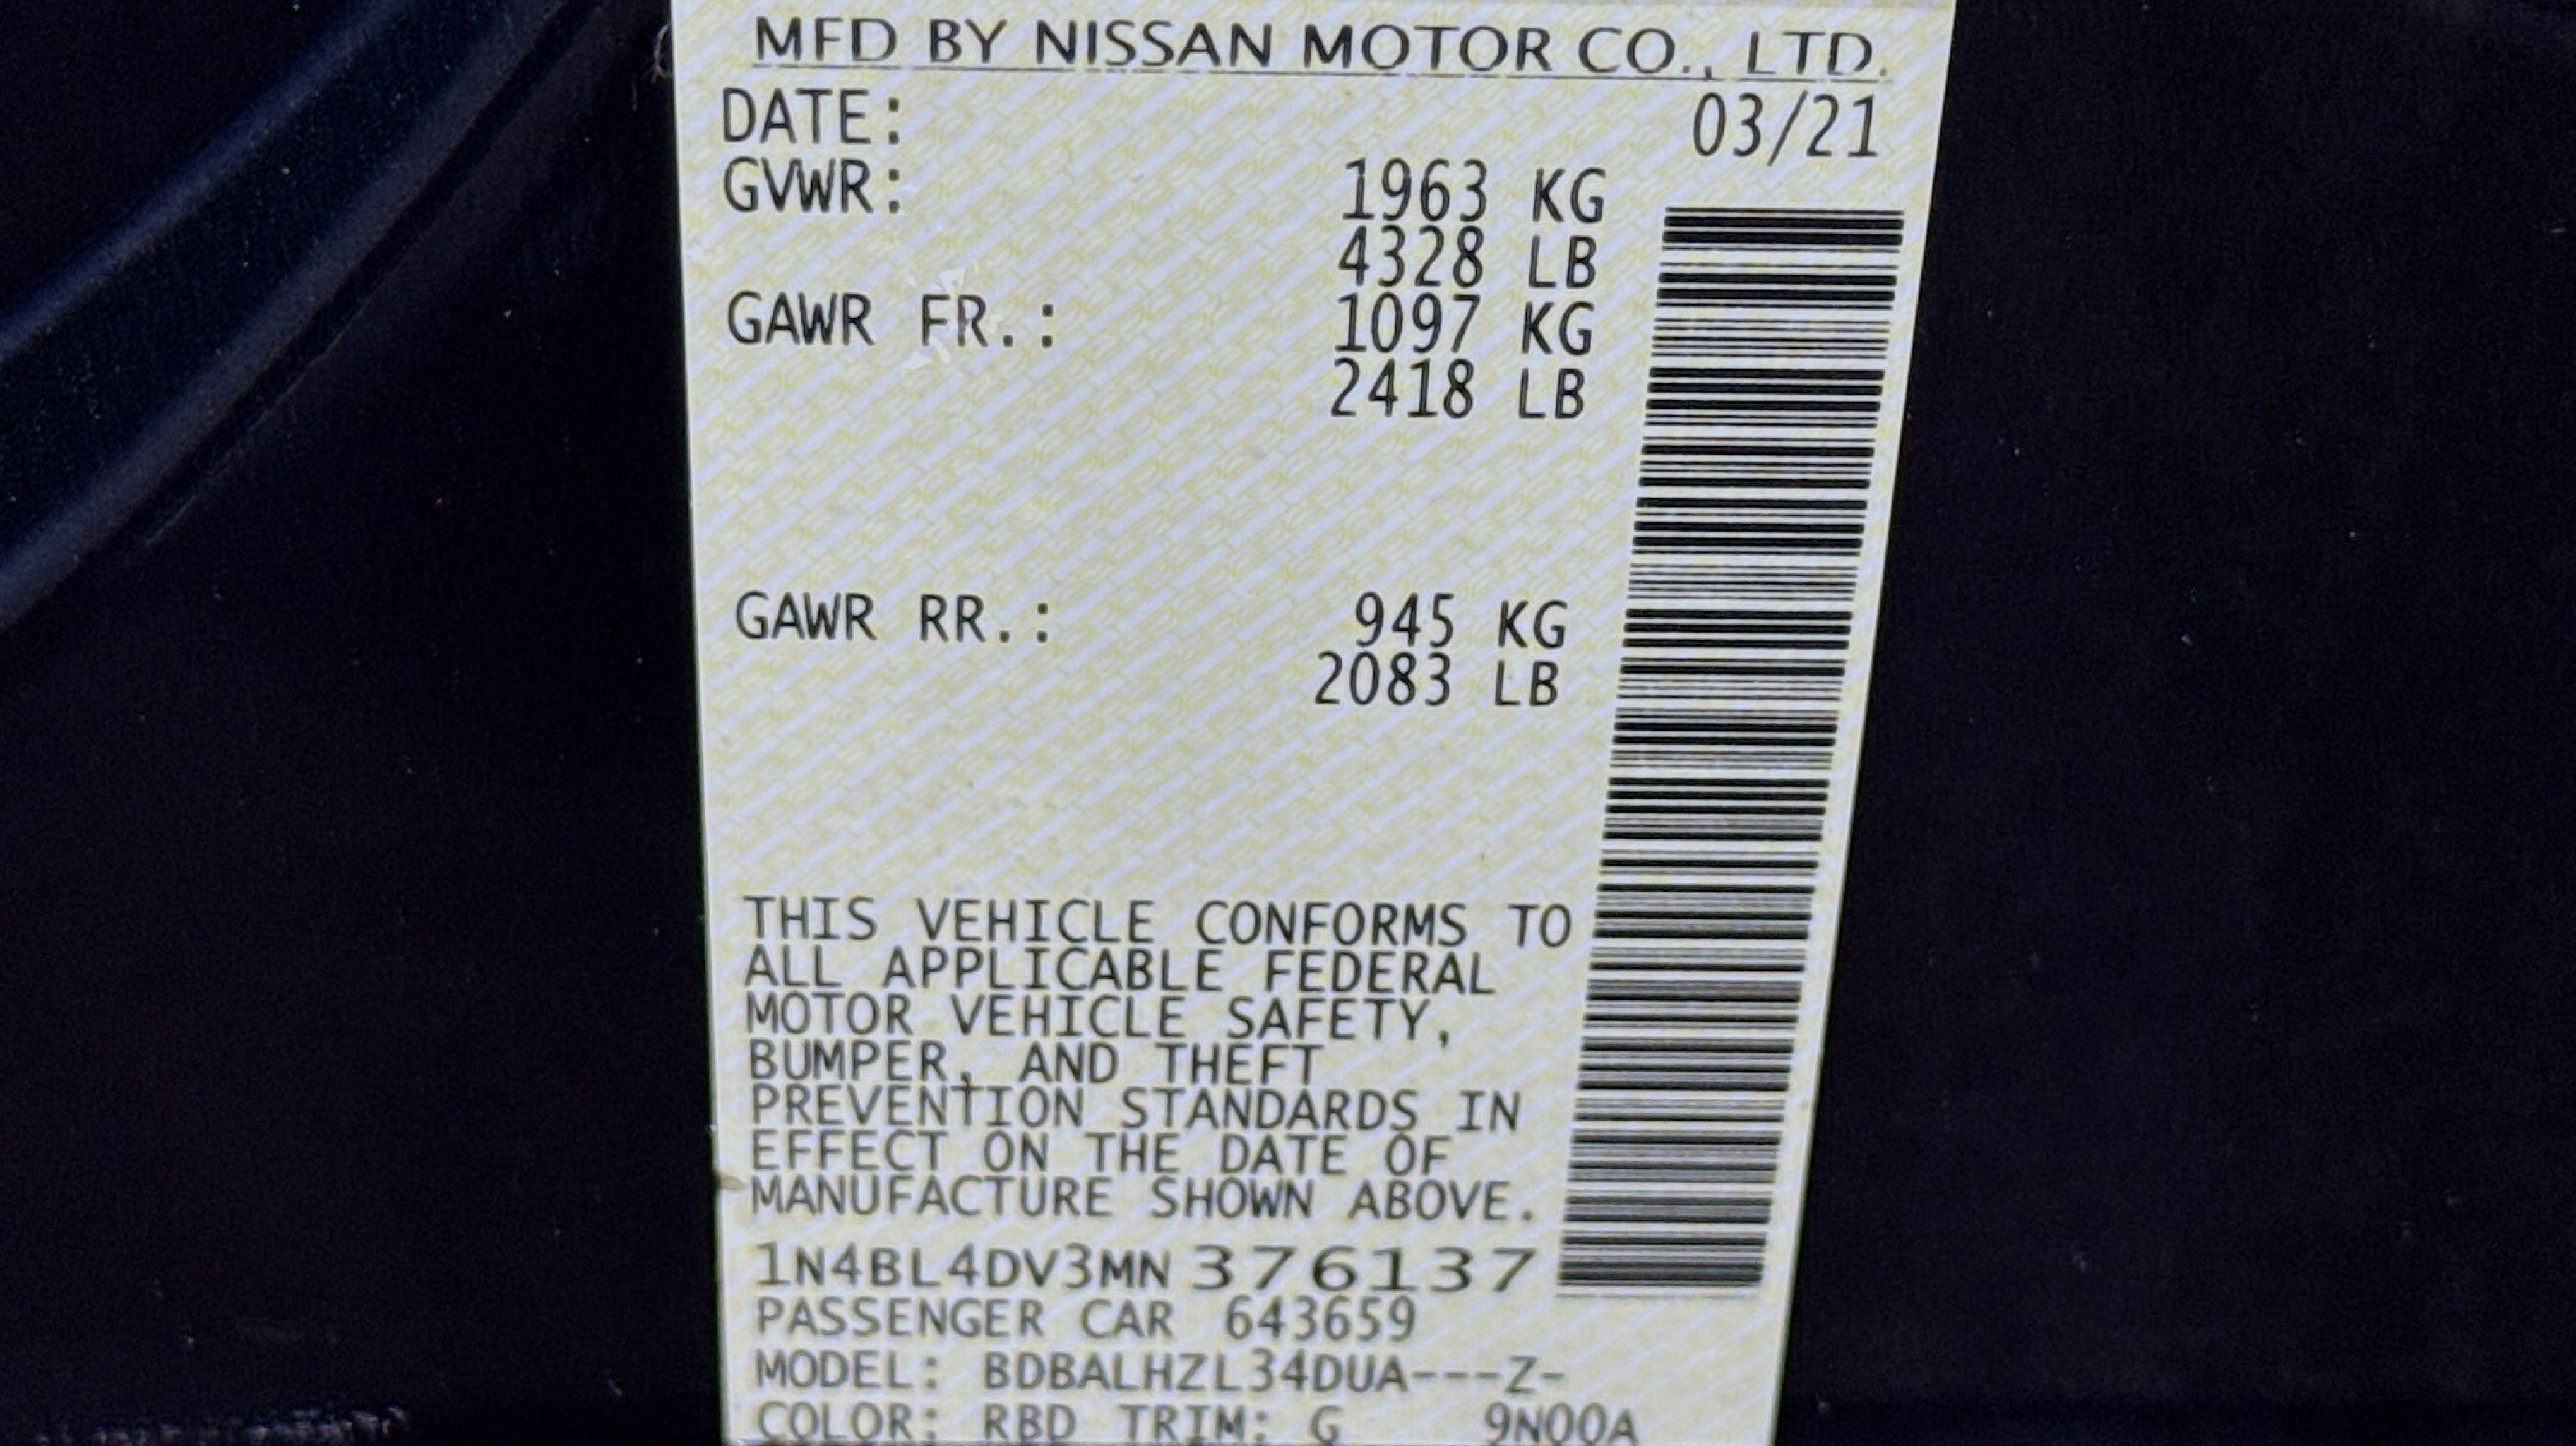 MFD BY NISSAN MOTOR CO., LTD.
DATE: 03/21
GVWR: 1963 KG
4328 LB
GAWR FR.: 1097 KG
2418 LB
GAWR RR.: 945 KG
2083 LB
THIS VEHICLE CONFORMS TO
ALL APPLICABLE FEDERAL
MOTOR VEHICLE SAFETY,
BUMPER, AND THEFT
PREVENTION STANDARDS IN
EFFECT ON THE DATE OF
MANUFACTURE SHOWN ABOVE.
1N4BL4DV3MN 376137
PASSENGER CAR 643659
MODEL: BDBALHZL34DUA---Z-
COLOR: RBD TRIM: G 9N00A